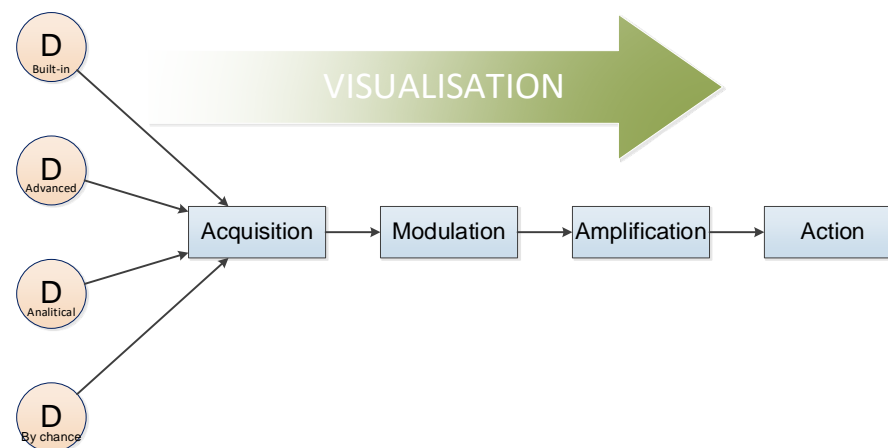 D
Built-in
VISUALISATION
D
Advanced
Acquisition
Modulation
Amplification
Action
D
Analitical
D
By chance